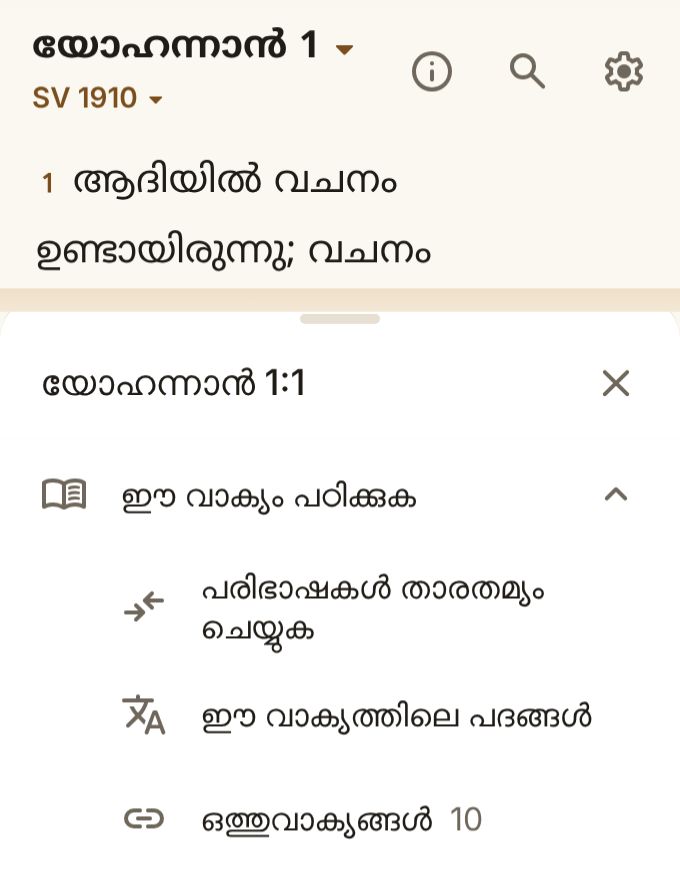 യോഹന്നാൻ 1
SV 1910
1 ആദിയിൽ വചനം
ഉണ്ടായിരുന്നു; വചനം
യോഹന്നാൻ 1:1
ഈ വാക്യം പഠിക്കുക
പരിഭാഷകൾ താരതമ്യം
ചെയ്യുക
ഈ വാക്യത്തിലെ പദങ്ങൾ
ഒത്തുവാക്യങ്ങൾ 10